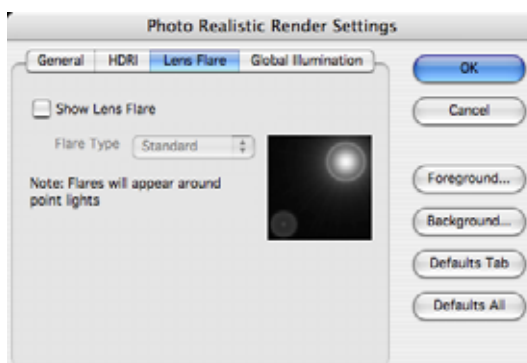 Photo Realistic Render Settings
General HDRI Lens Flare Global Illumination
OK
Show Lens Flare
Cancel
Flare Type Standard
Note: Flares will appear around
point lights
Foreground...
Background...
Defaults Tab
Defaults All